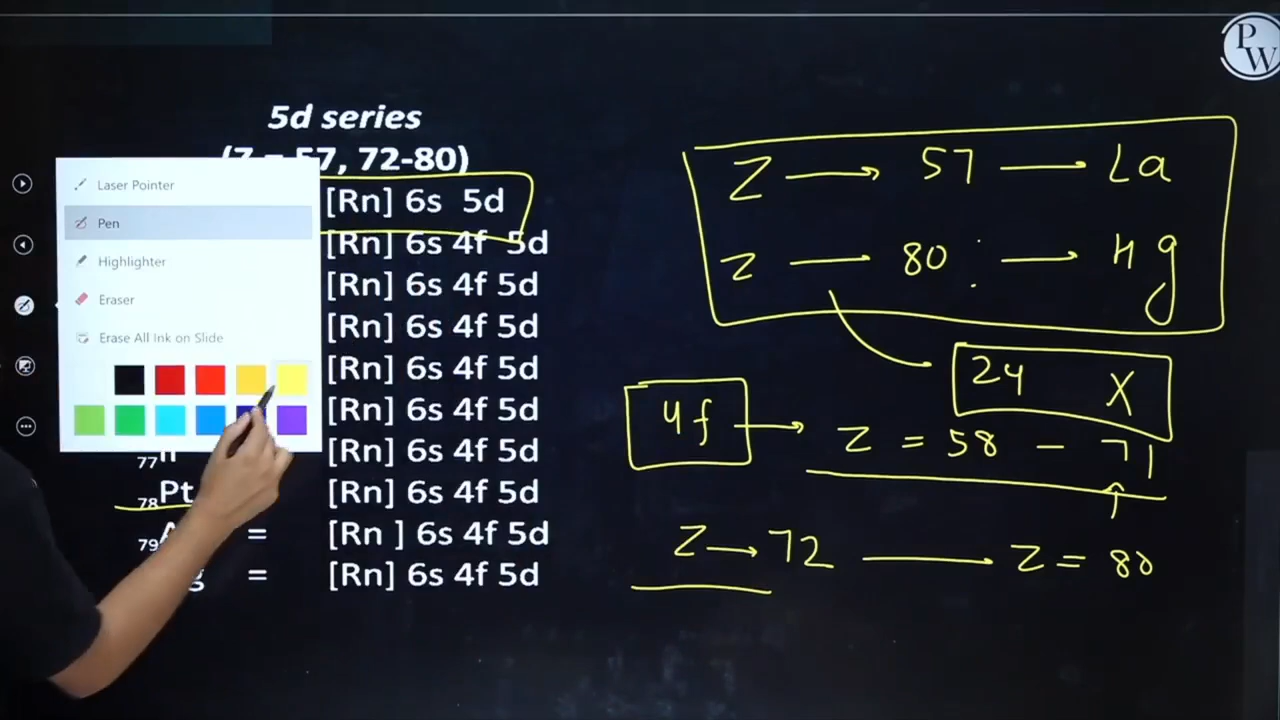 PW
5d series
(Z = 57, 72-80)
[Rn] 6s 5d
[Rn] 6s 4f 5d
[Rn] 6s 4f 5d
[Rn] 6s 4f 5d
[Rn] 6s 4f 5d
[Rn] 6s 4f 5d
77 [Rn] 6s 4f 5d
78Pt [Rn] 6s 4f 5d
79 = [Rn ] 6s 4f 5d
g = [Rn] 6s 4f 5d
Laser Pointer
Pen
Highlighter
Eraser
Erase All Ink on Slide
Z → 57 → La
Z → 80 → Hg
24 X
4f → Z = 58 - 71
Z → 72 → Z = 80